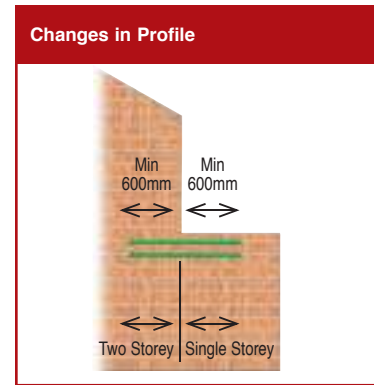 Changes in Profile
Min Min
600mm 600mm
Two Storey Single Storey